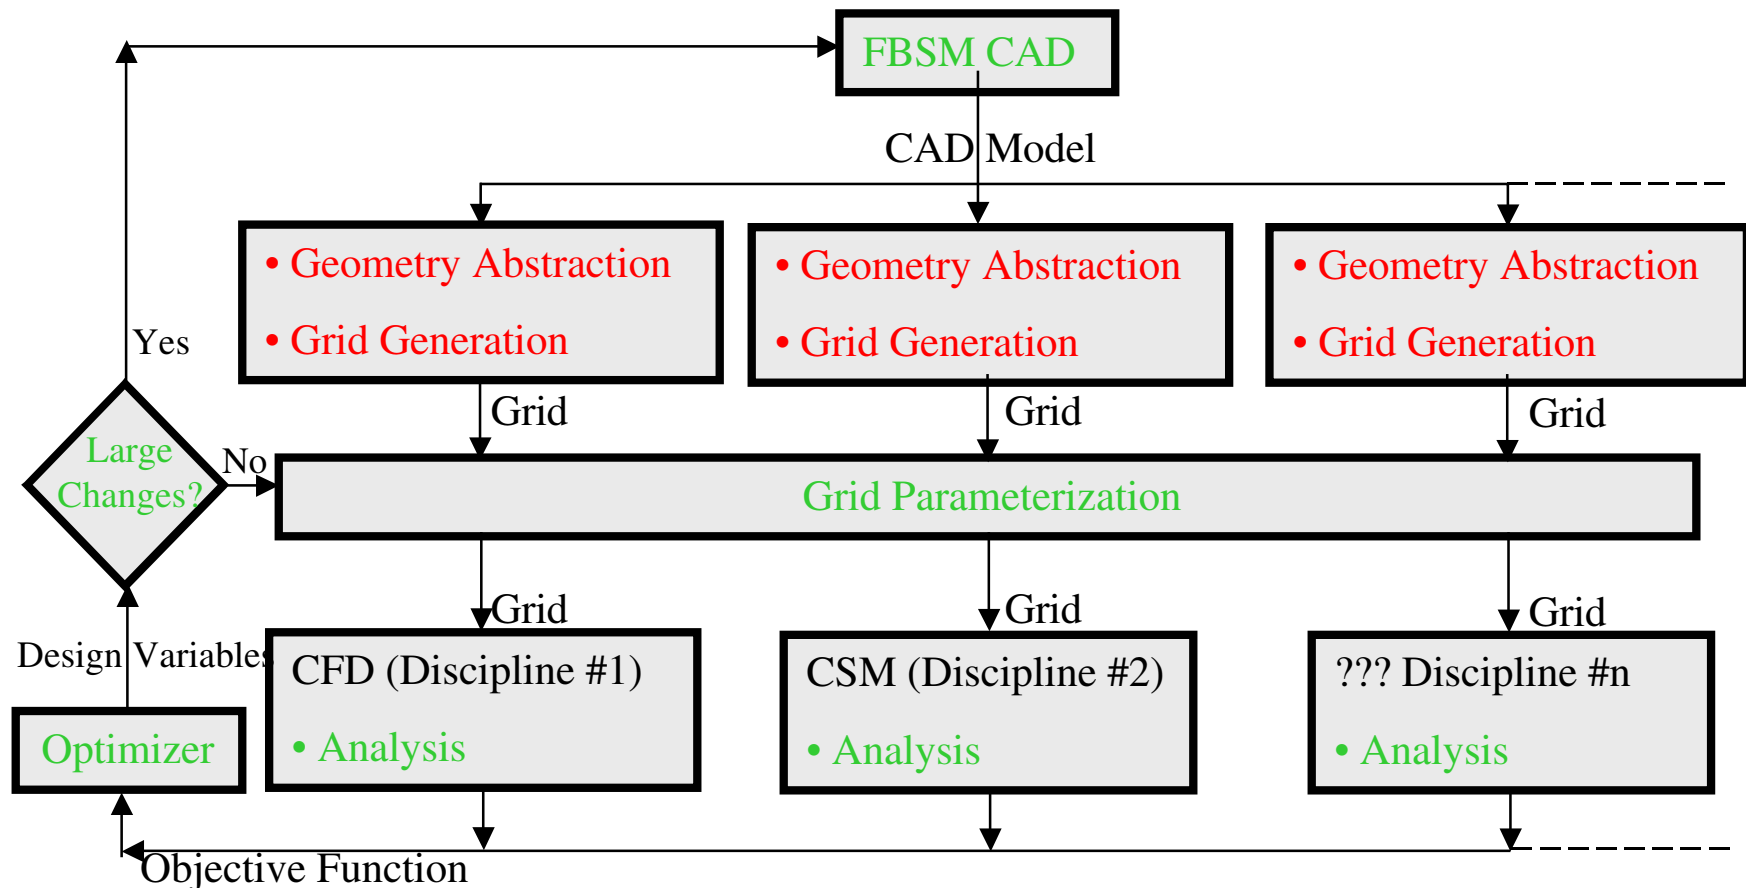 FBSM CAD
CAD Model
• Geometry Abstraction
• Grid Generation
• Geometry Abstraction
• Grid Generation
• Geometry Abstraction
• Grid Generation
Yes
Grid
Grid
Grid
Large
Changes?
No
Grid Parameterization
Grid
Grid
Grid
Design Variables
CFD (Discipline #1)
• Analysis
CSM (Discipline #2)
• Analysis
??? Discipline #n
• Analysis
Optimizer
Objective Function